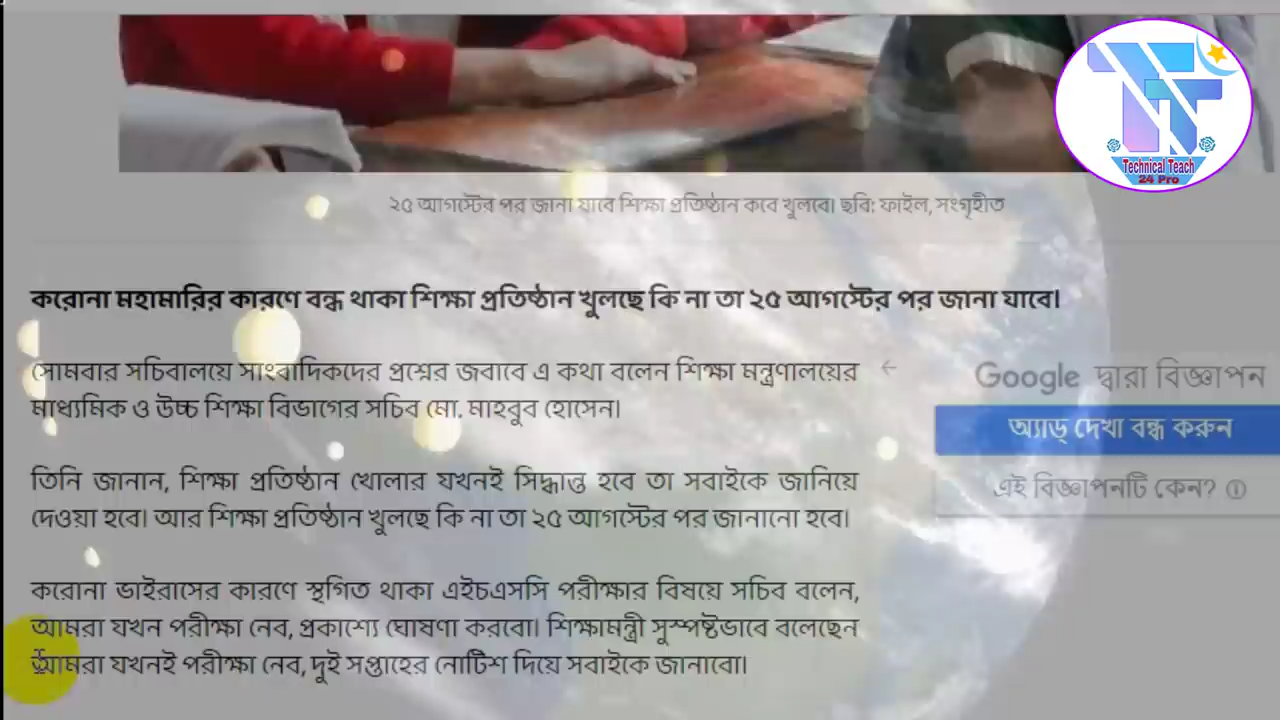 Technical Teach
24 Pro
২৫ আগস্টের পর জানা যাবে শিক্ষা প্রতিষ্ঠান কবে খুলবে। ছবি: ফাইল, সংগৃহীত
করোনা মহামারির কারণে বন্ধ থাকা শিক্ষা প্রতিষ্ঠান খুলছে কি না তা ২৫ আগস্টের পর জানা যাবে।
সোমবার সচিবালয়ে সাংবাদিকদের প্রশ্নের জবাবে এ কথা বলেন শিক্ষা মন্ত্রণালয়ের
মাধ্যমিক ও উচ্চ শিক্ষা বিভাগের সচিব মো. মাহবুব হোসেন।
তিনি জানান, শিক্ষা প্রতিষ্ঠান খোলার যখনই সিদ্ধান্ত হবে তা সবাইকে জানিয়ে
দেওয়া হবে। আর শিক্ষা প্রতিষ্ঠান খুলছে কি না তা ২৫ আগস্টের পর জানানো হবে।
করোনা ভাইরাসের কারণে স্থগিত থাকা এইচএসসি পরীক্ষার বিষয়ে সচিব বলেন,
আমরা যখন পরীক্ষা নেব, প্রকাশ্যে ঘোষণা করবো। শিক্ষামন্ত্রী সুস্পষ্টভাবে বলেছেন
আমরা যখনই পরীক্ষা নেব, দুই সপ্তাহের নোটিশ দিয়ে সবাইকে জানাবো।
Google দ্বারা বিজ্ঞাপন
অ্যাড্ দেখা বন্ধ করুন
এই বিজ্ঞাপনটি কেন?